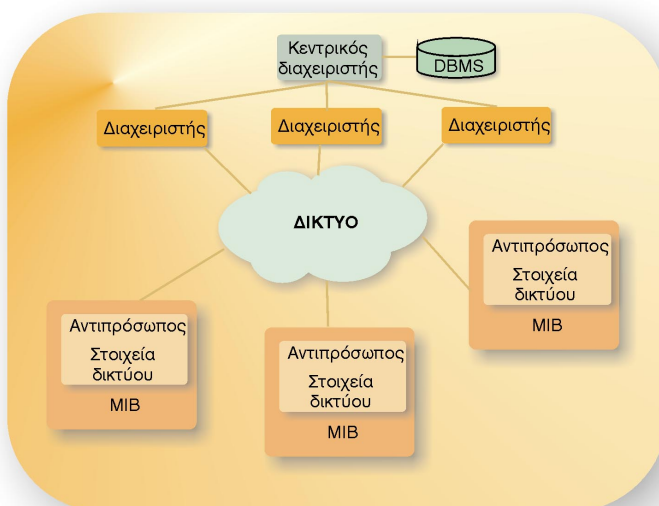 Κεντρικός
διαχειριστής
DBMS
Διαχειριστής
Διαχειριστής
Διαχειριστής
ΔΙΚΤΥΟ
Αντιπρόσωπος
Στοιχεία
δικτύου
MIB
Αντιπρόσωπος
Στοιχεία
δικτύου
MIB
Αντιπρόσωπος
Στοιχεία
δικτύου
MIB